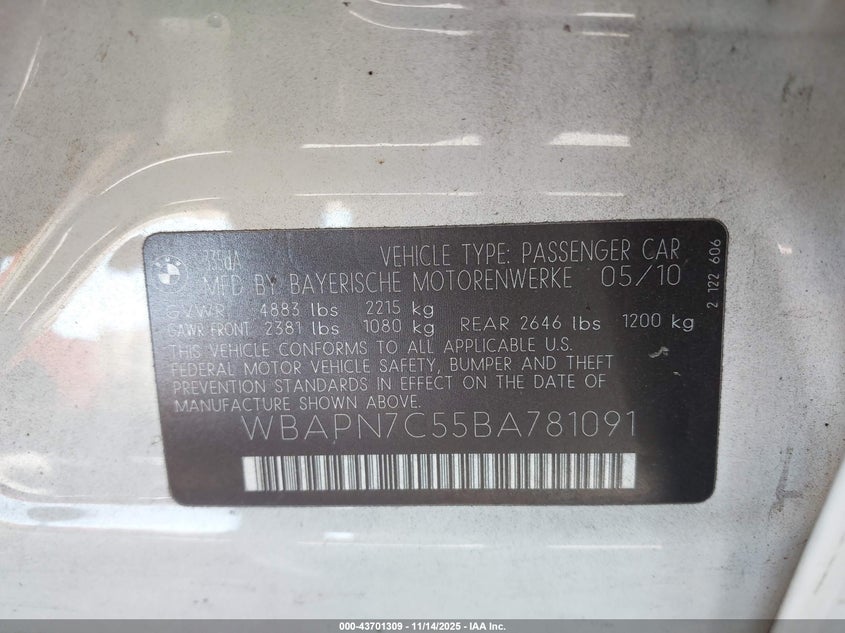 335dA VEHICLE TYPE: PASSENGER CAR
MFD BY BAYERISCHE MOTORENWERKE 05/10
GVWR 4883 lbs 2215 kg
GAWR FRONT 2381 lbs 1080 kg REAR 2646 lbs 1200 kg
THIS VEHICLE CONFORMS TO ALL APPLICABLE U.S.
FEDERAL MOTOR VEHICLE SAFETY, BUMPER AND THEFT
PREVENTION STANDARDS IN EFFECT ON THE DATE OF
MANUFACTURE SHOWN ABOVE.
WBAPN7C55BA781091
2 122 606
000-43701309 - 11/14/2025 - IAA Inc.